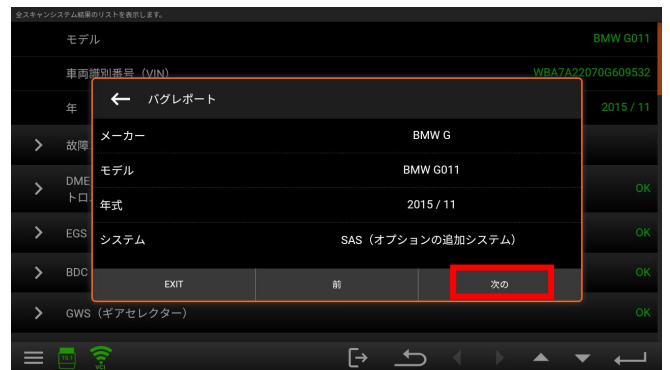 全スキャンシステム結果のリストを表示します。
モデル BMW G011
車両識別番号（VIN） WBA7A22070G609532
年 2015 / 11
← バグレポート
メーカー BMW G
故障
モデル BMW G011
DME
トロ OK
年式 2015 / 11
EGS OK
システム SAS（オプションの追加システム）
BDC OK
EXIT 前 次の
GWS（ギアセレクター） OK
15.1 VCI